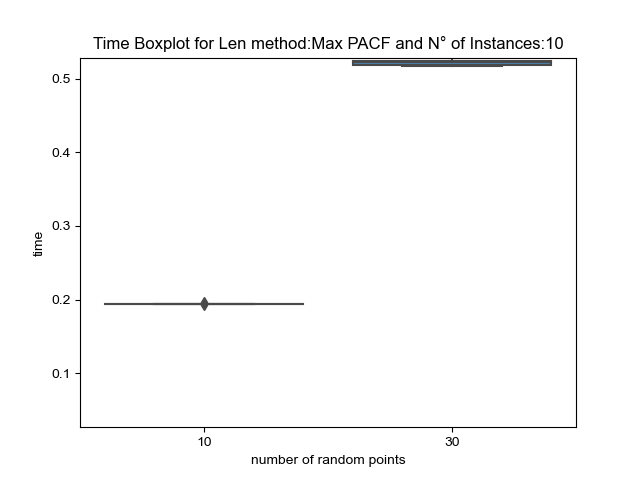 Time Boxplot for Len method:Max PACF and N° of Instances:10
0.5
0.4
0.3
0.2
0.1
time
10
30
number of random points